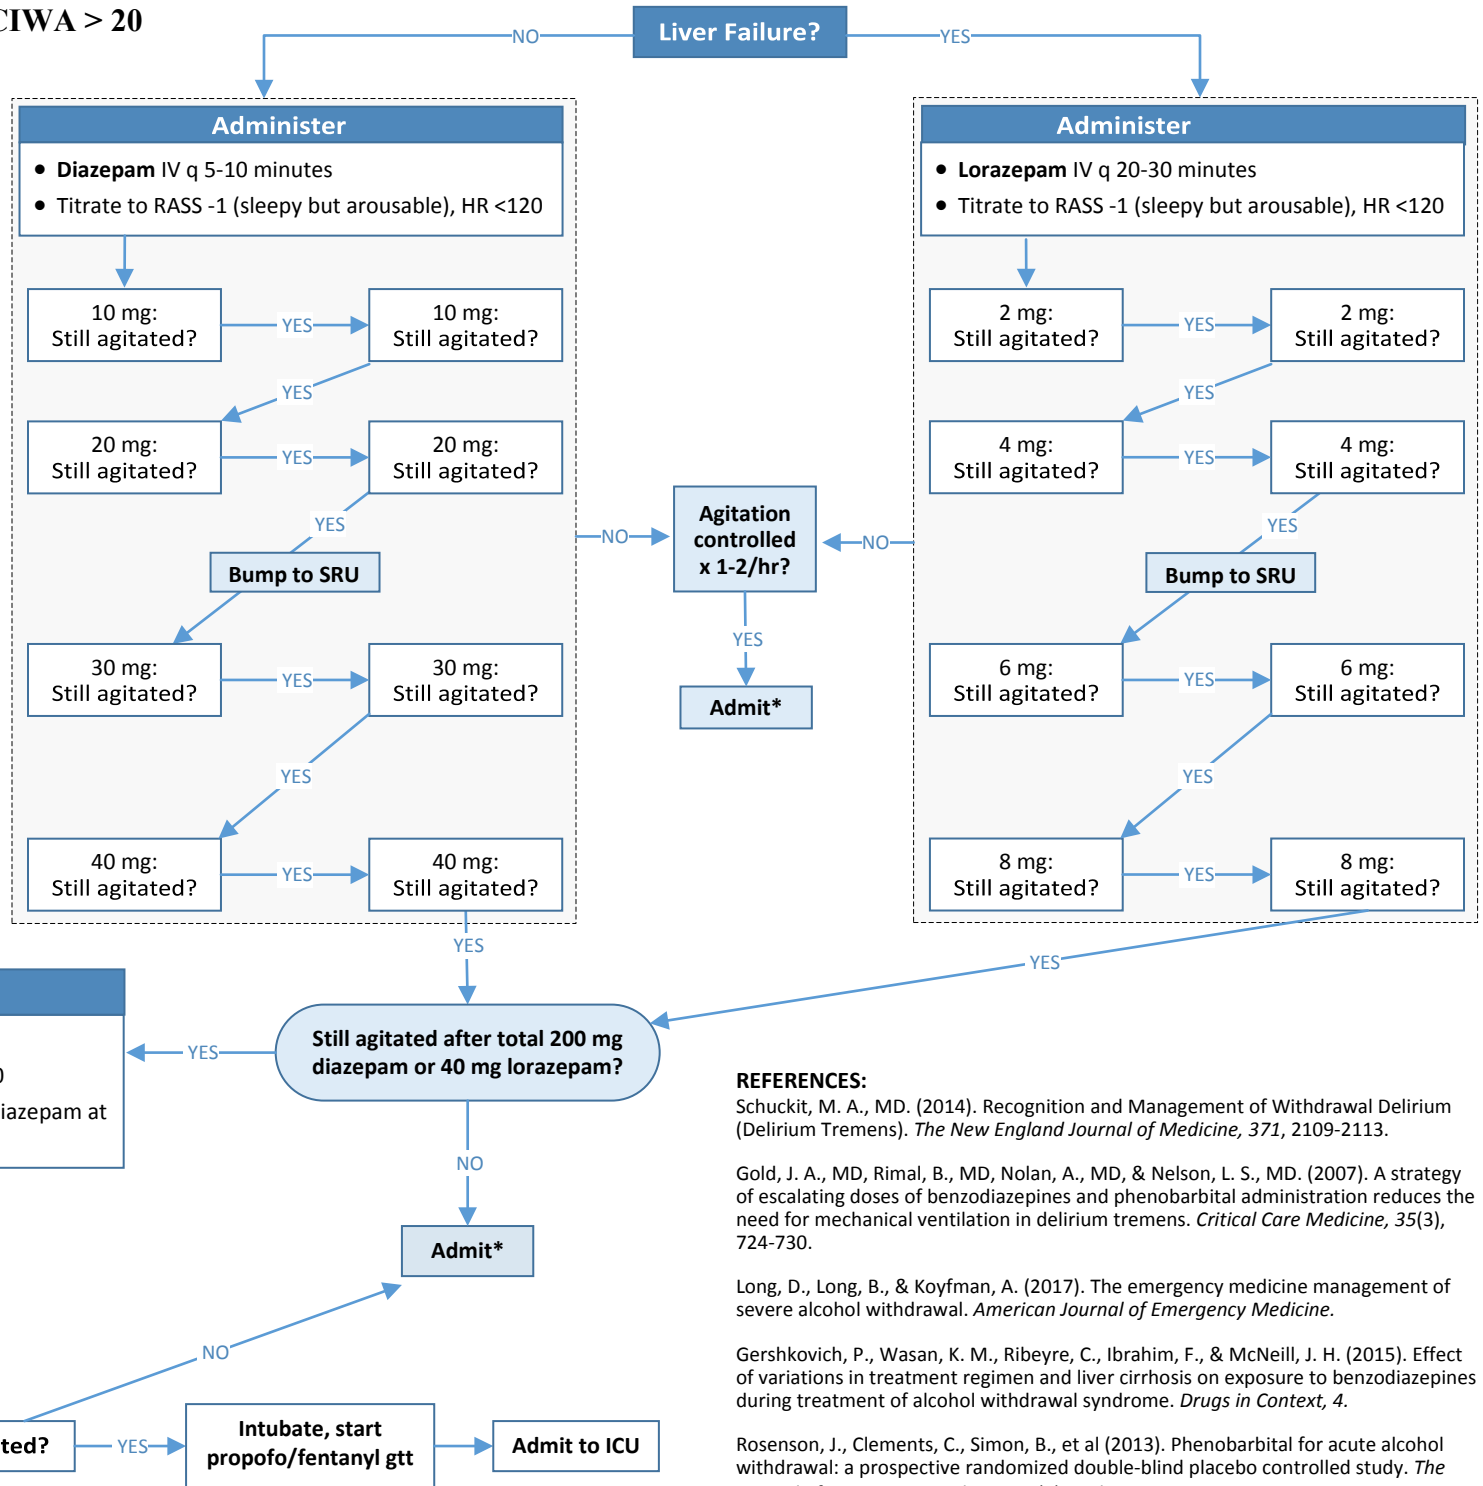 CIWA > 20
Liver Failure?
NO
YES
Administer
• Diazepam IV q 5-10 minutes
• Titrate to RASS -1 (sleepy but arousable), HR <120
10 mg:
Still agitated?
YES
10 mg:
Still agitated?
YES
20 mg:
Still agitated?
YES
20 mg:
Still agitated?
YES
Bump to SRU
30 mg:
Still agitated?
YES
30 mg:
Still agitated?
YES
40 mg:
Still agitated?
YES
40 mg:
Still agitated?
YES
NO
Agitation
controlled
x 1-2/hr?
NO
YES
Admit*
Administer
• Lorazepam IV q 20-30 minutes
• Titrate to RASS -1 (sleepy but arousable), HR <120
2 mg:
Still agitated?
YES
2 mg:
Still agitated?
YES
4 mg:
Still agitated?
YES
4 mg:
Still agitated?
YES
Bump to SRU
6 mg:
Still agitated?
YES
6 mg:
Still agitated?
YES
8 mg:
Still agitated?
YES
8 mg:
Still agitated?
YES
Still agitated after total 200 mg
diazepam or 40 mg lorazepam?
YES
0
iazepam at
NO
Admit*
NO
ted?
YES
Intubate, start
propofo/fentanyl gtt
Admit to ICU
REFERENCES:
Schuckit, M. A., MD. (2014). Recognition and Management of Withdrawal Delirium
(Delirium Tremens). The New England Journal of Medicine, 371, 2109-2113.
Gold, J. A., MD, Rimal, B., MD, Nolan, A., MD, & Nelson, L. S., MD. (2007). A strategy
of escalating doses of benzodiazepines and phenobarbital administration reduces the
need for mechanical ventilation in delirium tremens. Critical Care Medicine, 35(3),
724-730.
Long, D., Long, B., & Koyfman, A. (2017). The emergency medicine management of
severe alcohol withdrawal. American Journal of Emergency Medicine.
Gershkovich, P., Wasan, K. M., Ribeyre, C., Ibrahim, F., & McNeill, J. H. (2015). Effect
of variations in treatment regimen and liver cirrhosis on exposure to benzodiazepines
during treatment of alcohol withdrawal syndrome. Drugs in Context, 4.
Rosenson, J., Clements, C., Simon, B., et al (2013). Phenobarbital for acute alcohol
withdrawal: a prospective randomized double-blind placebo controlled study. The